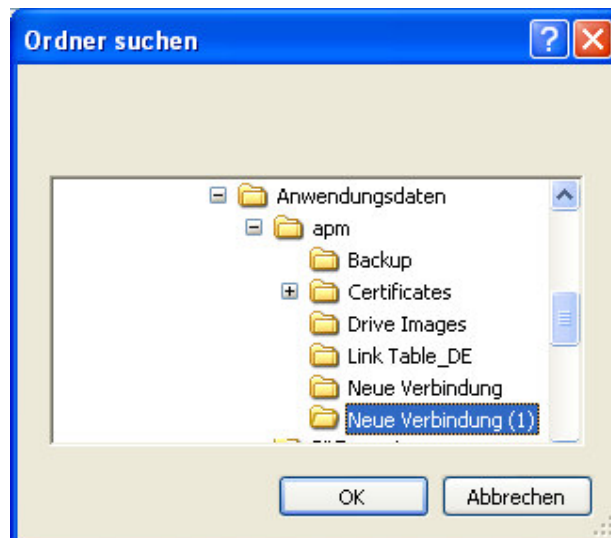 Ordner suchen
Anwendungsdaten
apm
Backup
Certificates
Drive Images
Link Table_DE
Neue Verbindung
Neue Verbindung (1)
OK
Abbrechen